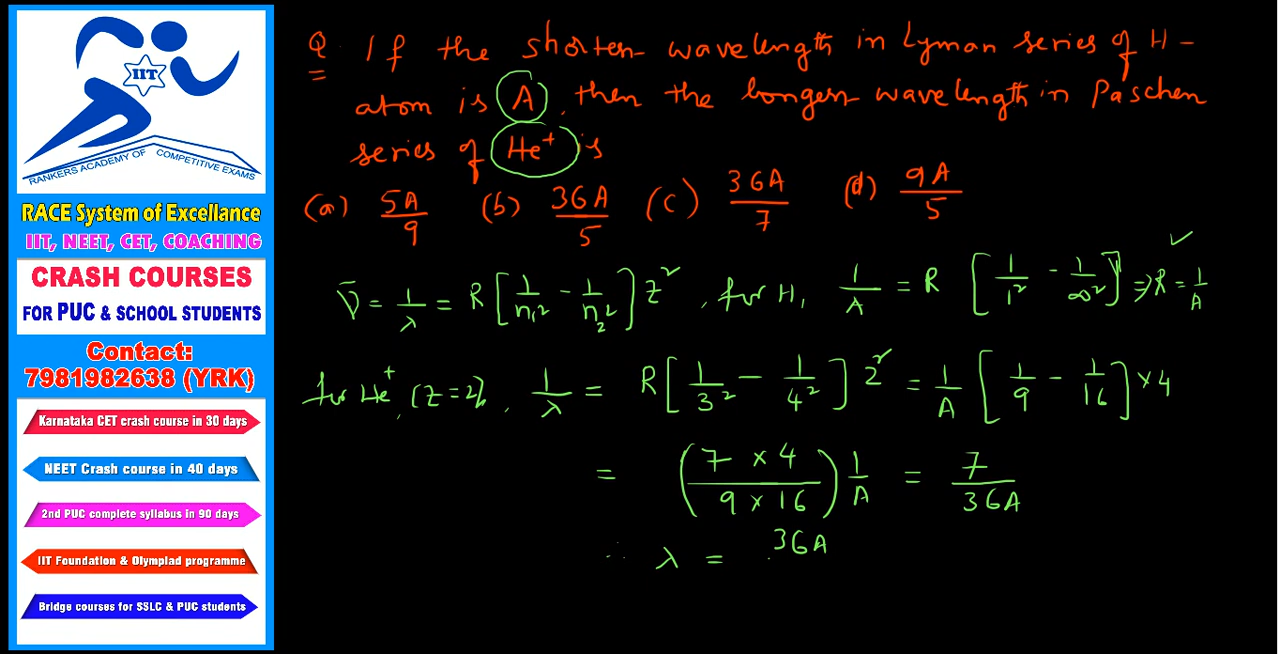 IIT
RANKERS ACADEMY OF COMPETITIVE EXAMS
RACE System of Excellance
IIT, NEET, CET, COACHING
CRASH COURSES
FOR PUC & SCHOOL STUDENTS
Contact:
7981982638 (YRK)
Karnataka CET crash course in 30 days
NEET Crash course in 40 days
2nd PUC complete syllabus in 90 days
IIT Foundation & Olympiad programme
Bridge courses for SSLC & PUC students
Q. If the shortest wavelength in Lyman series of H-
atom is A, then the longest wavelength in Paschen
series of He⁺ is
(a) 5A/9 (b) 36A/5 (c) 36A/7 (d) 9A/5
ν̄ = 1/λ = R[1/n₁² - 1/n₂²]Z², for H, 1/A = R[1/1² - 1/∞²] ⇒ R = 1/A ✓
for He⁺, (Z=2), 1/λ = R[1/3² - 1/4²]2² = 1/A[1/9 - 1/16] × 4
= (7 × 4 / 9 × 16) 1/A = 7/36A
∴ λ = 36A